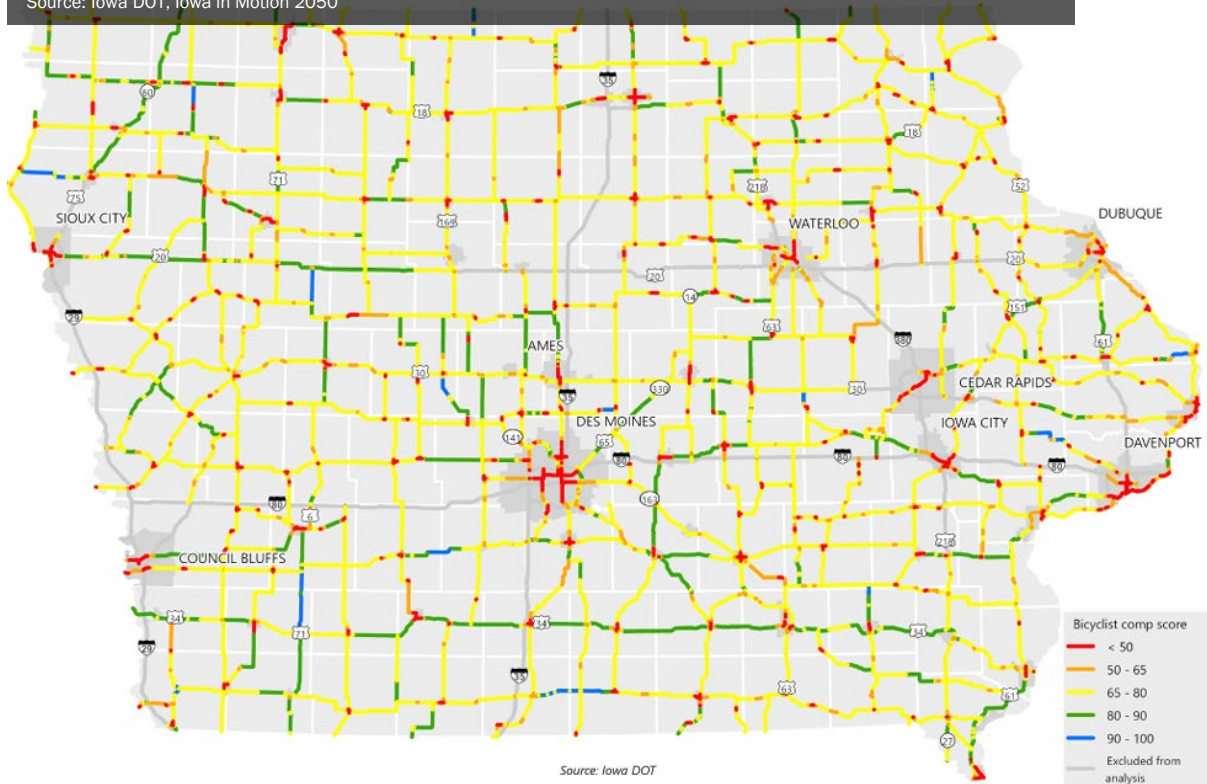 Source: Iowa DOT, Iowa in Motion 2050
35
60
18
18
71
75
218
52
SIOUX CITY
169
WATERLOO
DUBUQUE
20
20
20
14
29
151
63
61
AMES
380
30
330
30
CEDAR RAPIDS
35
DES MOINES
IOWA CITY
141
65
DAVENPORT
80
80
80
163
80
6
218
COUNCIL BLUFFS
34
34
34
71
29
35
63
61
27
Bicyclist comp score
< 50
50 - 65
65 - 80
80 - 90
90 - 100
Excluded from
analysis
Source: Iowa DOT